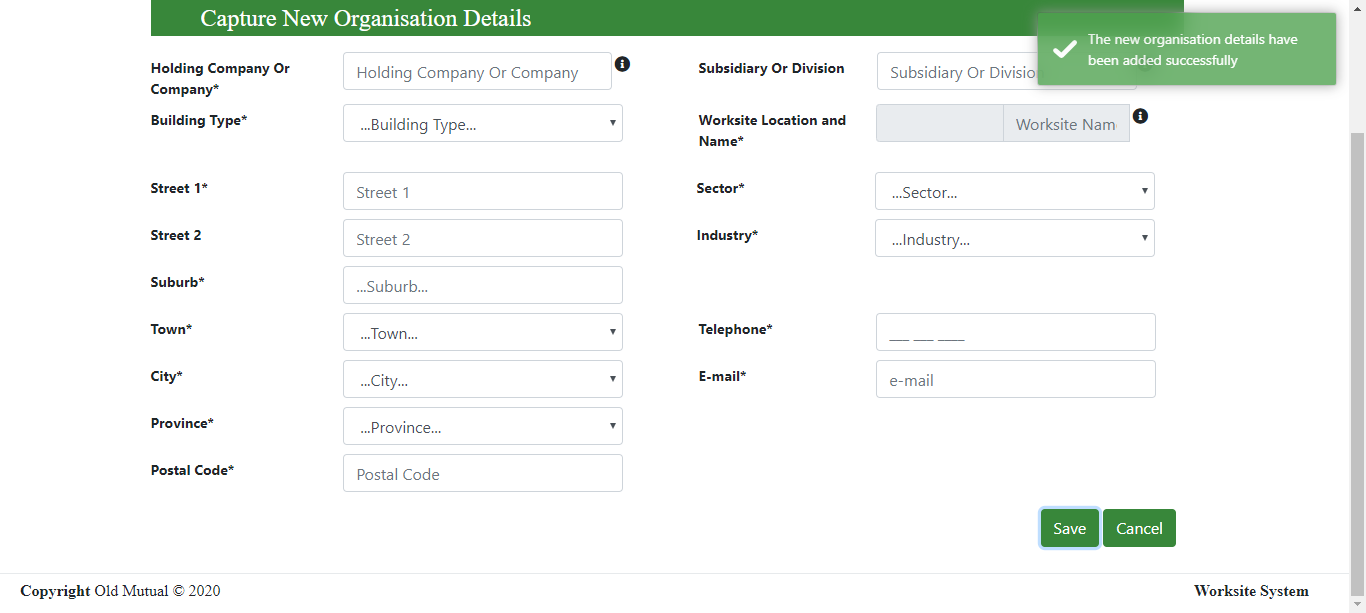 Capture New Organisation Details
The new organisation details have
been added successfully
Holding Company Or
Company*
Holding Company Or Company
Subsidiary Or Division
Subsidiary Or Division
Building Type*
...Building Type...
Worksite Location and
Name*
Worksite Nam
Street 1*
Street 1
Sector*
...Sector...
Street 2
Street 2
Industry*
...Industry...
Suburb*
...Suburb...
Town*
...Town...
Telephone*
___ ___ ____
City*
...City...
E-mail*
e-mail
Province*
...Province...
Postal Code*
Postal Code
Save
Cancel
Copyright Old Mutual © 2020
Worksite System